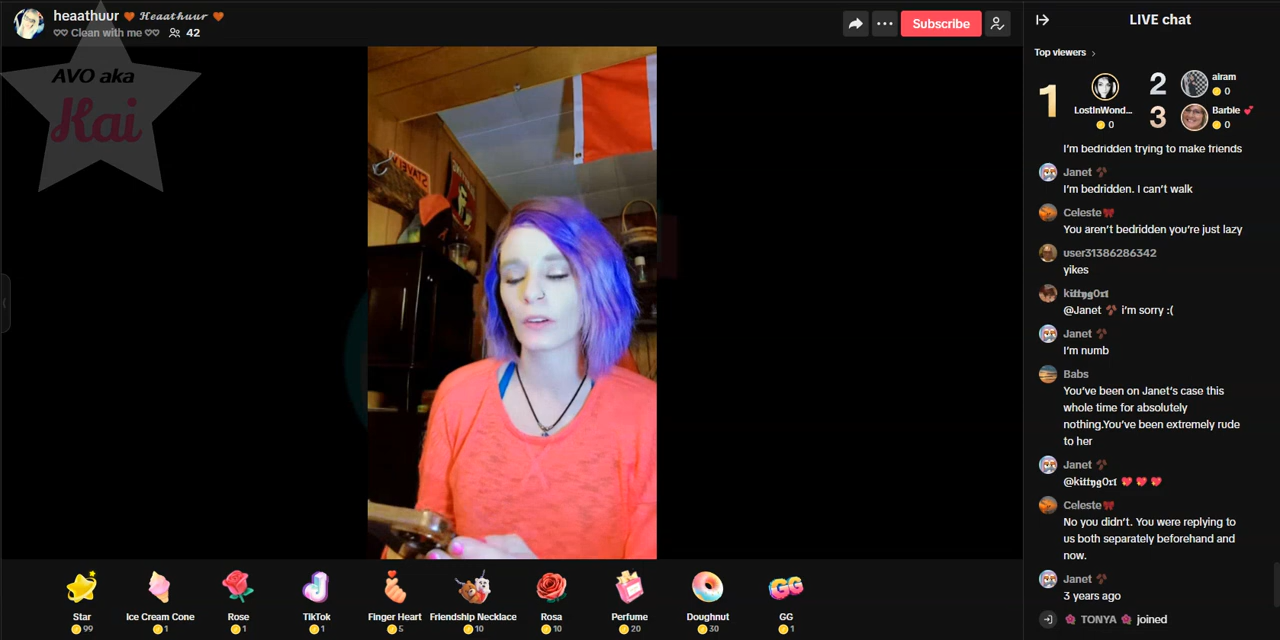 heaathuur 🧡 𝓗𝓮𝓪𝓪𝓽𝓱𝓾𝓾𝓻 🧡
♡♡ Clean with me ♡♡ 42
Subscribe
AVO aka
Kai
STAVELY
LIVE chat
Top viewers >
1
LostInWond...
0
2
alram
0
3
Barbie 💕
0
I'm bedridden trying to make friends
Janet
I'm bedridden. I can't walk
Celeste
You aren't bedridden you're just lazy
user31386286342
yikes
𝖐𝖎𝖙𝖙𝖞𝖌0𝖗𝖑
@Janet i'm sorry :(
Janet
I'm numb
Babs
You've been on Janet's case this
whole time for absolutely
nothing.You've been extremely rude
to her
Janet
@𝖐𝖎𝖙𝖙𝖞𝖌0𝖗𝖑 💖 💖 💖
Celeste
No you didn't. You were replying to
us both separately beforehand and
now.
Janet
3 years ago
TONYA joined
Star
99
Ice Cream Cone
1
Rose
1
TikTok
1
Finger Heart
5
Friendship Necklace
10
Rosa
10
Perfume
20
Doughnut
30
GG
GG
1